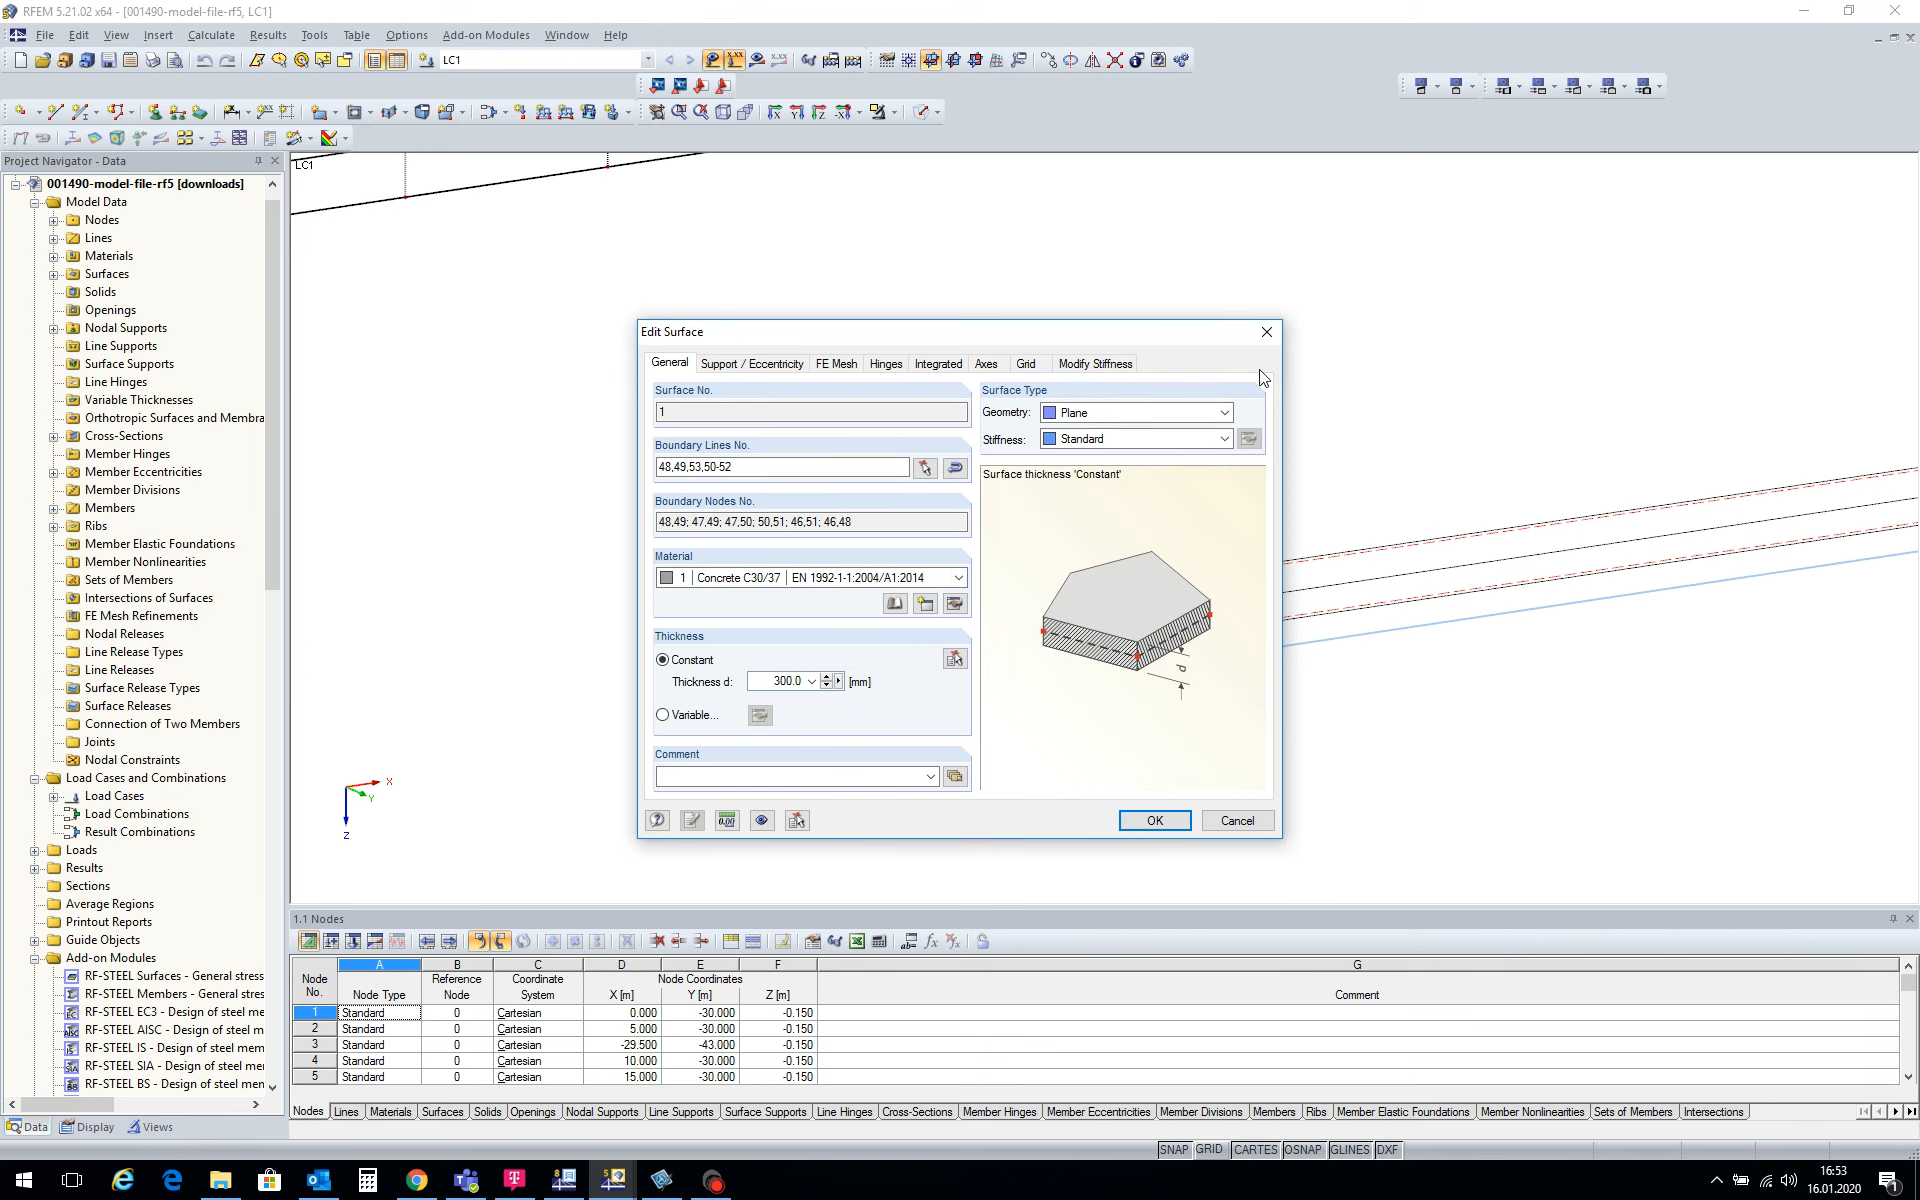 RFEM 5.21.02 x64 - [001490-model-file-rf5, LC1]
File Edit View Insert Calculate Results Tools Table Options Add-on Modules Window Help
LC1
Project Navigator - Data
LC1
001490-model-file-rf5 [downloads]
Model Data
Nodes
Lines
Materials
Surfaces
Solids
Openings
Nodal Supports
Line Supports
Surface Supports
Line Hinges
Variable Thicknesses
Orthotropic Surfaces and Membra
Cross-Sections
Member Hinges
Member Eccentricities
Member Divisions
Members
Ribs
Member Elastic Foundations
Member Nonlinearities
Sets of Members
Intersections of Surfaces
FE Mesh Refinements
Nodal Releases
Line Release Types
Line Releases
Surface Release Types
Surface Releases
Connection of Two Members
Joints
Nodal Constraints
Load Cases and Combinations
Load Cases
Load Combinations
Result Combinations
Loads
Results
Sections
Average Regions
Printout Reports
Guide Objects
Add-on Modules
RF-STEEL Surfaces - General stress
RF-STEEL Members - General stres
RF-STEEL EC3 - Design of steel me
RF-STEEL AISC - Design of steel m
RF-STEEL IS - Design of steel memb
RF-STEEL SIA - Design of steel mer
RF-STEEL BS - Design of steel mer
Data Display Views
X
Y
Z
Edit Surface
General Support / Eccentricity FE Mesh Hinges Integrated Axes Grid Modify Stiffness
Surface No.
1
Boundary Lines No.
48,49,53,50-52
Boundary Nodes No.
48,49; 47,49; 47,50; 50,51; 46,51; 46,48
Material
1 Concrete C30/37 EN 1992-1-1:2004/A1:2014
Thickness
Constant
Thickness d: 300.0 [mm]
Variable...
Comment
Surface Type
Geometry: Plane
Stiffness: Standard
Surface thickness 'Constant'
d
0.00
OK Cancel
1.1 Nodes
A B C D E F G
Node Reference Coordinate Node Coordinates
No. Node Type Node System X [m] Y [m] Z [m] Comment
1 Standard 0 Cartesian 0.000 -30.000 -0.150
2 Standard 0 Cartesian 5.000 -30.000 -0.150
3 Standard 0 Cartesian -29.500 -43.000 -0.150
4 Standard 0 Cartesian 10.000 -30.000 -0.150
5 Standard 0 Cartesian 15.000 -30.000 -0.150
Nodes Lines Materials Surfaces Solids Openings Nodal Supports Line Supports Surface Supports Line Hinges Cross-Sections Member Hinges Member Eccentricities Member Divisions Members Ribs Member Elastic Foundations Member Nonlinearities Sets of Members Intersections
SNAP GRID CARTES OSNAP GLINES DXF
16:53
16.01.2020